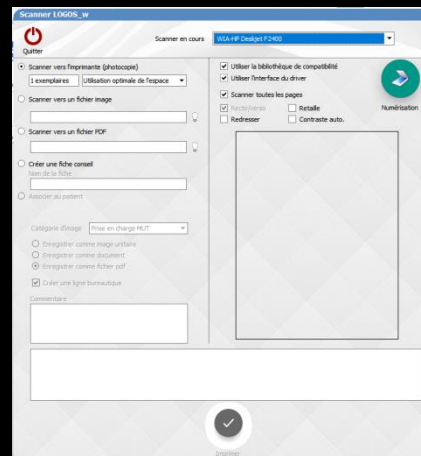 Scanner LOGOS_w
Quitter
Scanner en cours
WIA-HP Deskjet F2400
Scanner vers l'imprimante (photocopie)
1 exemplaires
Utilisation optimale de l'espace
Scanner vers un fichier image
Scanner vers un fichier PDF
Créer une fiche conseil
Nom de la fiche
Associer au patient
Catégorie d'image
Prise en charge MUT
Enregistrer comme image unitaire
Enregistrer comme document
Enregistrer comme fichier pdf
Créer une ligne bureautique
Commentaire
Utiliser la bibliothèque de compatibilité
Utiliser l'interface du driver
Scanner toutes les pages
Recto/verso
Retaille
Redresser
Contraste auto.
Numérisation
Imprimer